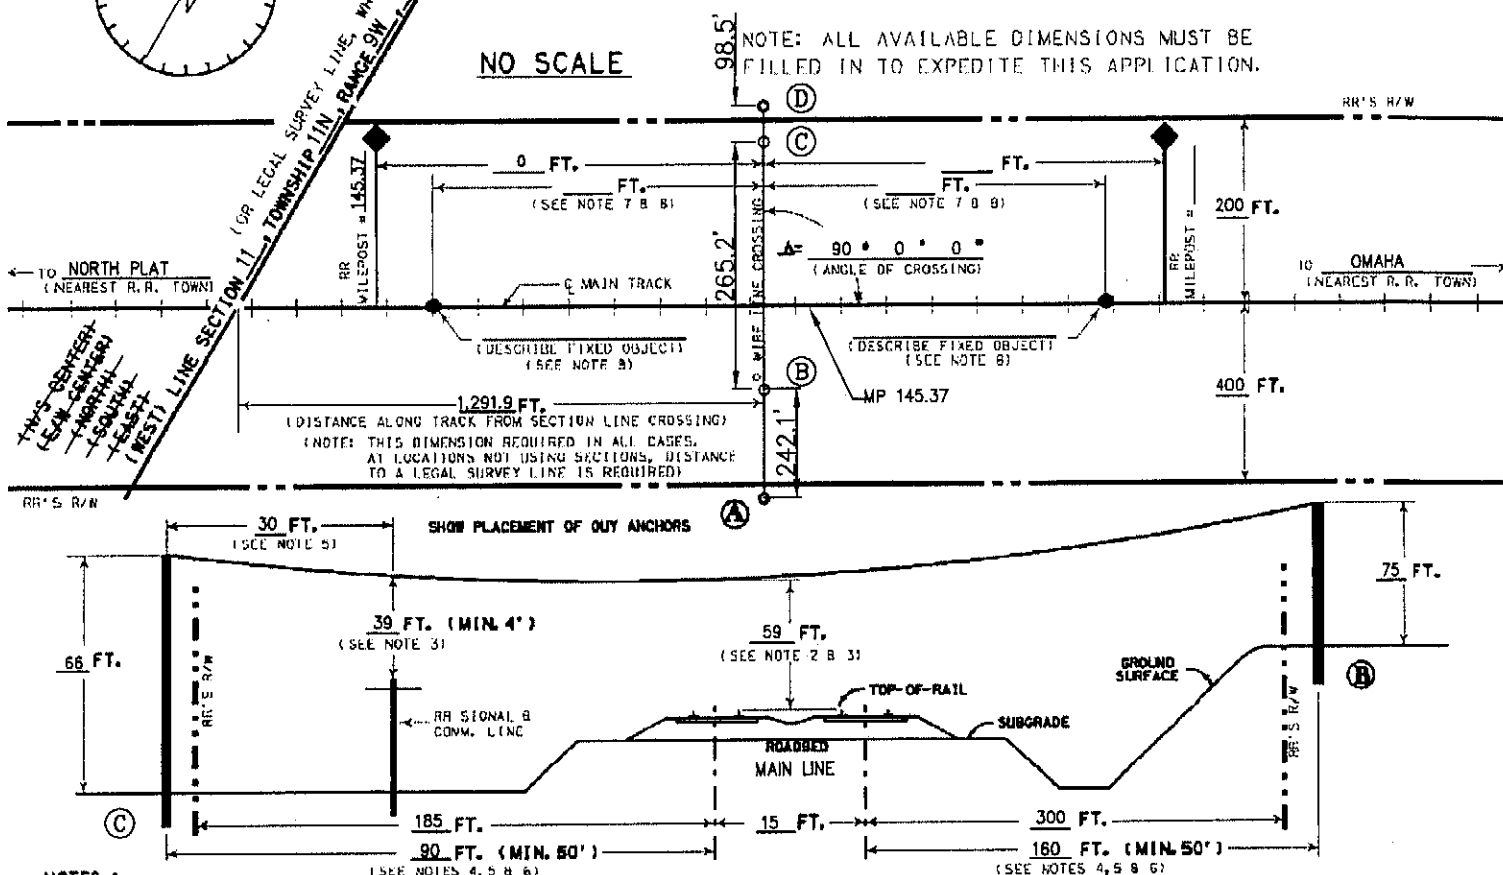 NO SCALE
98.5'
NOTE: ALL AVAILABLE DIMENSIONS MUST BE
FILLED IN TO EXPEDITE THIS APPLICATION.
(OR LEGAL SURVEY LINE,
(WEST) LINE SECTION 11, TOWNSHIP 11N, RANGE 9W
(N/S CENTER)
(E/W CENTER)
(NORTH)
(SOUTH)
(EAST)
D
RR'S R/W
C
0 FT.
FT.
FT.
(SEE NOTE 7 & 8)
FT.
(SEE NOTE 7 & 8)
200 FT.
RR
MILEPOST = 145.37
265.2'
WIRE LINE CROSSING
Δ= 90° 0' 0"
(ANGLE OF CROSSING)
RR
MILEPOST =
TO NORTH PLAT
(NEAREST R.R. TOWN)
TO OMAHA
(NEAREST R.R. TOWN)
℄ MAIN TRACK
(DESCRIBE FIXED OBJECT)
(SEE NOTE 8)
(DESCRIBE FIXED OBJECT)
(SEE NOTE 8)
B
MP 145.37
400 FT.
1,291.9 FT.
(DISTANCE ALONG TRACK FROM SECTION LINE CROSSING)
(NOTE: THIS DIMENSION REQUIRED IN ALL CASES.
AT LOCATIONS NOT USING SECTIONS, DISTANCE
TO A LEGAL SURVEY LINE IS REQUIRED)
242.1'
RR'S R/W
A
30 FT.
(SEE NOTE 5)
SHOW PLACEMENT OF GUY ANCHORS
75 FT.
39 FT. (MIN. 4')
(SEE NOTE 3)
59 FT.
(SEE NOTE 2 & 3)
66 FT.
RR'S R/W
GROUND
SURFACE
B
TOP-OF-RAIL
RR SIGNAL &
COMM. LINE
SUBGRADE
RR'S R/W
ROADBED
MAIN LINE
C
185 FT.
15 FT.
300 FT.
90 FT. (MIN. 50')
(SEE NOTES 4, 5 & 6)
160 FT. (MIN. 50')
(SEE NOTES 4, 5 & 6)